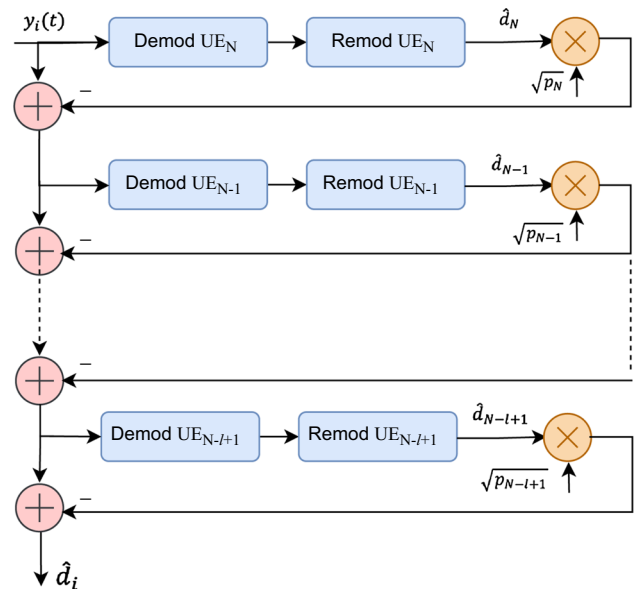 yᵢ(t)
Demod UE_N
Remod UE_N
d̂_N
√p_N
−
Demod UE_N-1
Remod UE_N-1
d̂_N−1
√p_N−1
−
−
Demod UE_N-l+1
Remod UE_N-l+1
d̂_N−l+1
√p_N−l+1
−
d̂ᵢ